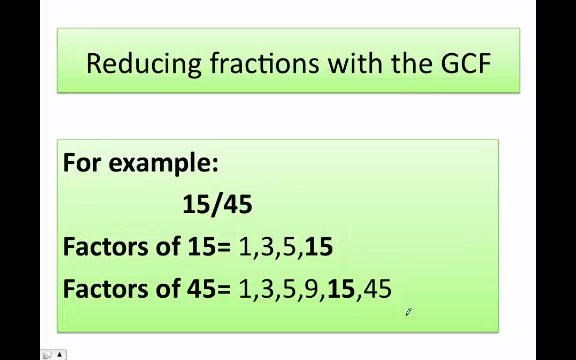 Reducing fractions with the GCF
For example:
15/45
Factors of 15= 1,3,5,15
Factors of 45= 1,3,5,9,15,45